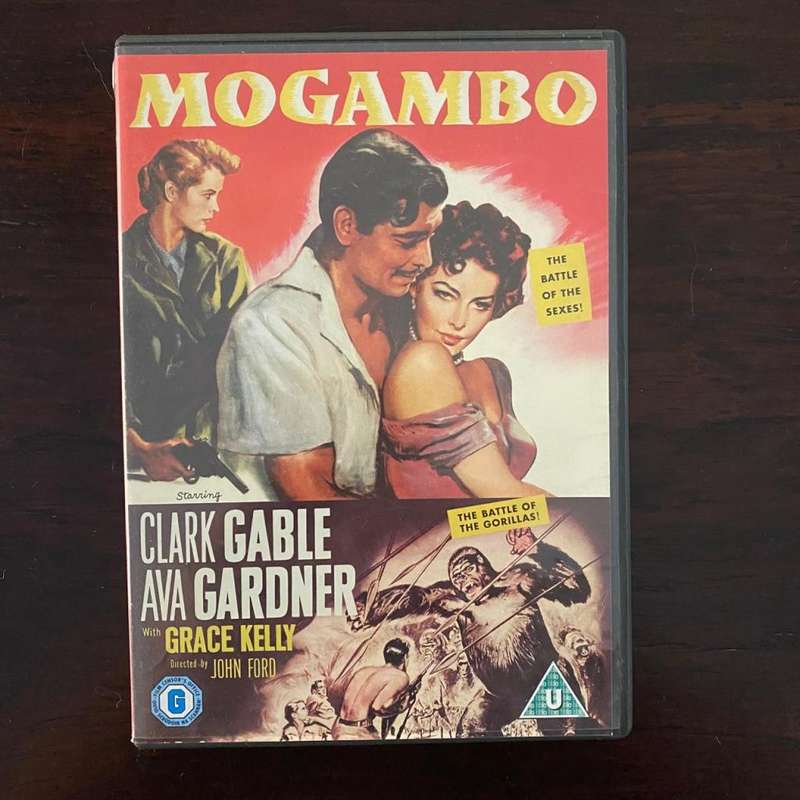 MOGAMBO
THE
BATTLE
OF THE
SEXES!
Starring
CLARK GABLE
AVA GARDNER
With GRACE KELLY
Directed by JOHN FORD
THE BATTLE OF
THE GORILLAS!
G
U